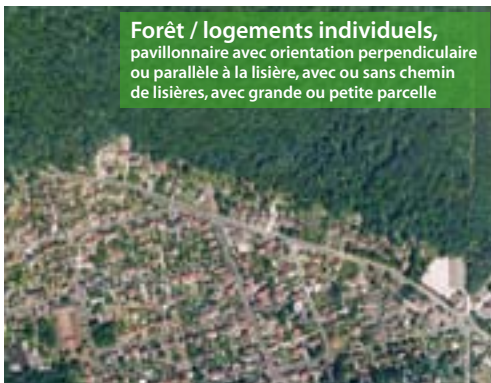 Forêt / logements individuels,
pavillonnaire avec orientation perpendiculaire
ou parallèle à la lisière, avec ou sans chemin
de lisières, avec grande ou petite parcelle